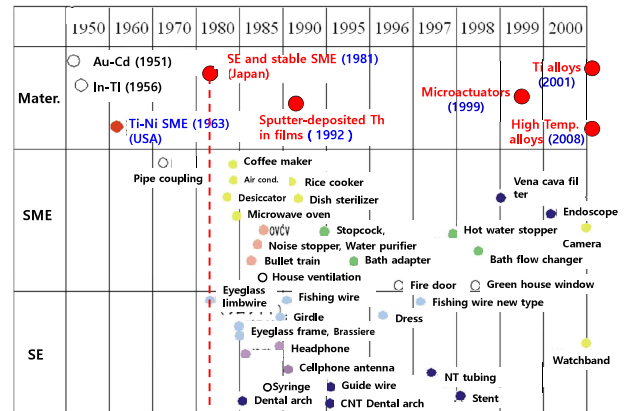 1950 1960 1970 1980 1985 1990 1995 1997 1998 1999 2000
Mater.
Au-Cd (1951)
In-Tl (1956)
Ti-Ni SME (1963)
(USA)
SE and stable SME (1981)
(Japan)
Sputter-deposited Th
in films ( 1992 )
Microactuators
(1999)
Ti alloys
(2001)
High Temp.
alloys (2008)
SME
Pipe coupling
Coffee maker
Air cond.
Rice cooker
Desiccator
Dish sterilizer
Microwave oven
OVCV
Stopcock,
Noise stopper, Water purifier
Bullet train
Bath adapter
House ventilation
Vena cava fil
ter
Endoscope
Hot water stopper
Camera
Bath flow changer
Fire door
Green house window
SE
Eyeglass
limbwire
Fishing wire
Fishing wire new type
Girdle
Dress
Eyeglass frame, Brassiere
Headphone
Watchband
Cellphone antenna
NT tubing
Syringe
Guide wire
Dental arch
CNT Dental arch
Stent